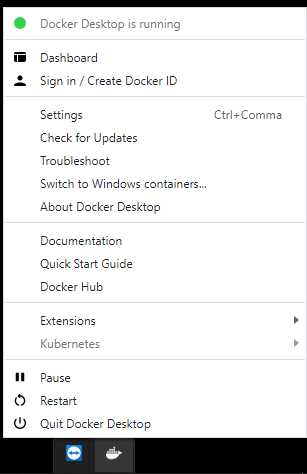 Docker Desktop is running
Dashboard
Sign in / Create Docker ID
Settings Ctrl+Comma
Check for Updates
Troubleshoot
Switch to Windows containers...
About Docker Desktop
Documentation
Quick Start Guide
Docker Hub
Extensions
Kubernetes
Pause
Restart
Quit Docker Desktop